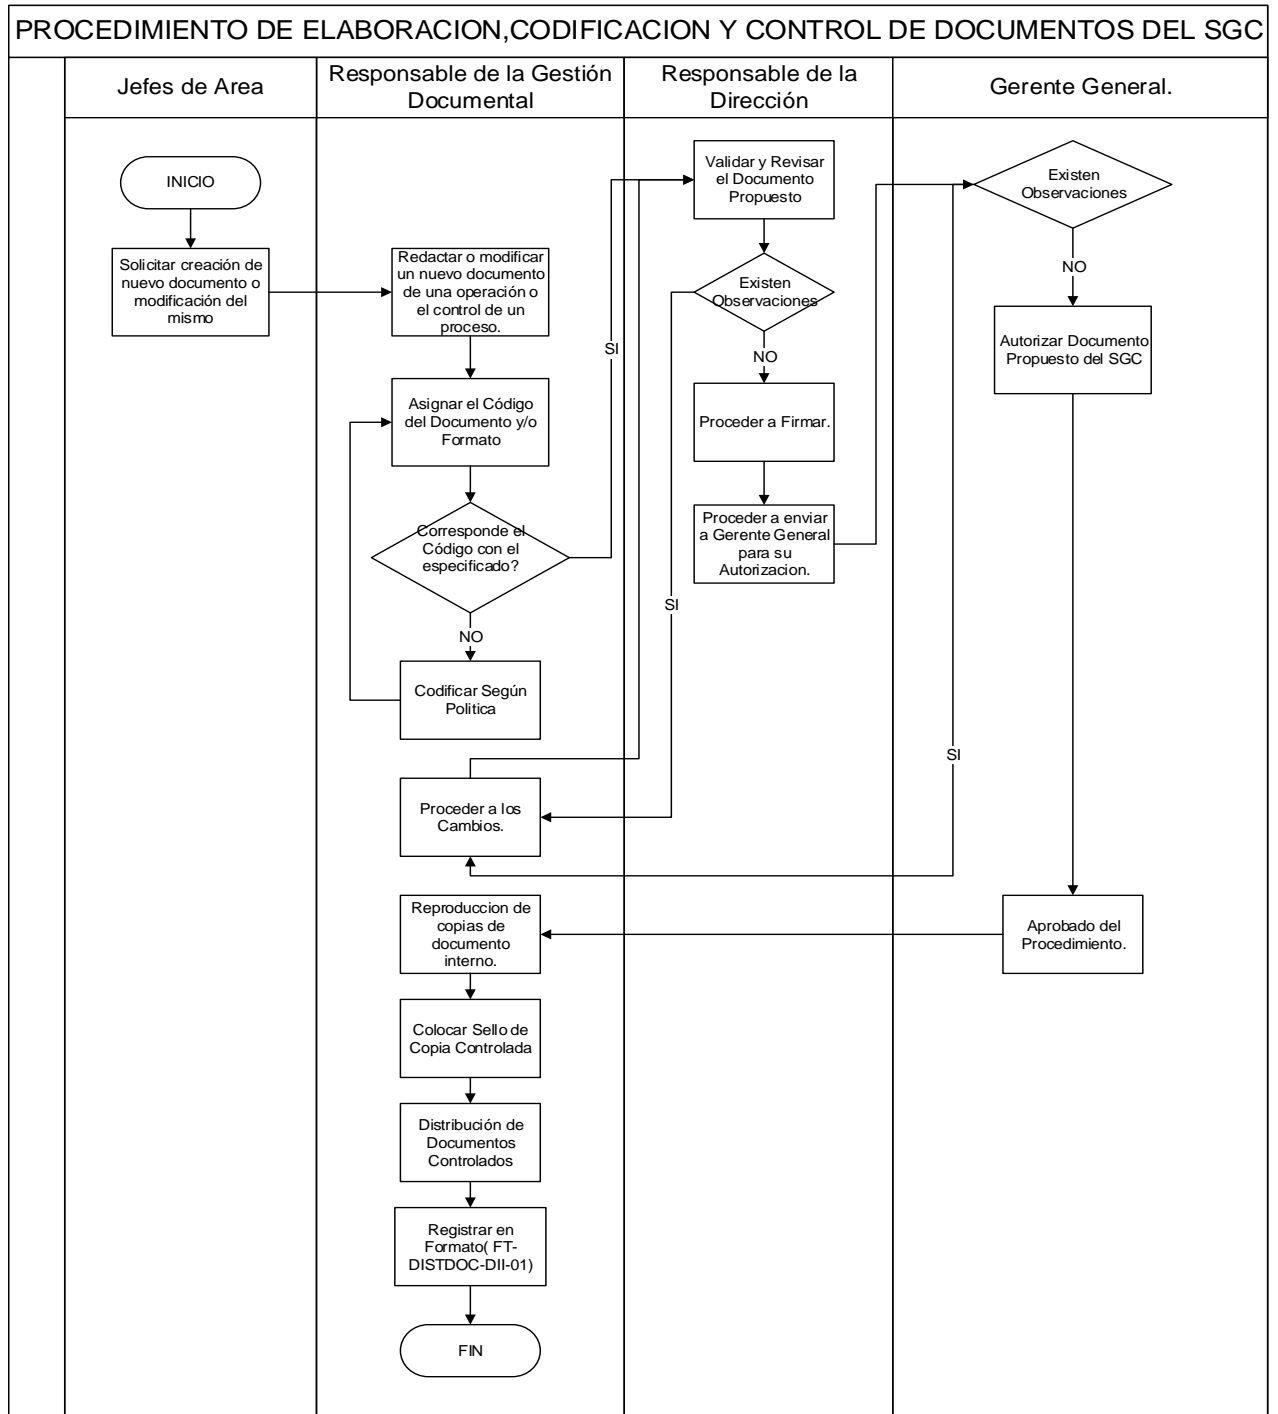 PROCEDIMIENTO DE ELABORACION,CODIFICACION Y CONTROL DE DOCUMENTOS DEL SGC
Jefes de Area
Responsable de la Gestión
Documental
Responsable de la
Dirección
Gerente General.
INICIO
Solicitar creación de
nuevo documento o
modificación del
mismo
Redactar o modificar
un nuevo documento
de una operación o
el control de un
proceso.
Asignar el Código
del Documento y/o
Formato
Corresponde el
Código con el
especificado?
SI
NO
Codificar Según
Politica
Validar y Revisar
el Documento
Propuesto
Existen
Observaciones
NO
Proceder a Firmar.
Proceder a enviar
a Gerente General
para su
Autorizacion.
SI
Existen
Observaciones
NO
Autorizar Documento
Propuesto del SGC
SI
Proceder a los
Cambios.
Aprobado del
Procedimiento.
Reproduccion de
copias de
documento
interno.
Colocar Sello de
Copia Controlada
Distribución de
Documentos
Controlados
Registrar en
Formato( FT-
DISTDOC-DII-01)
FIN